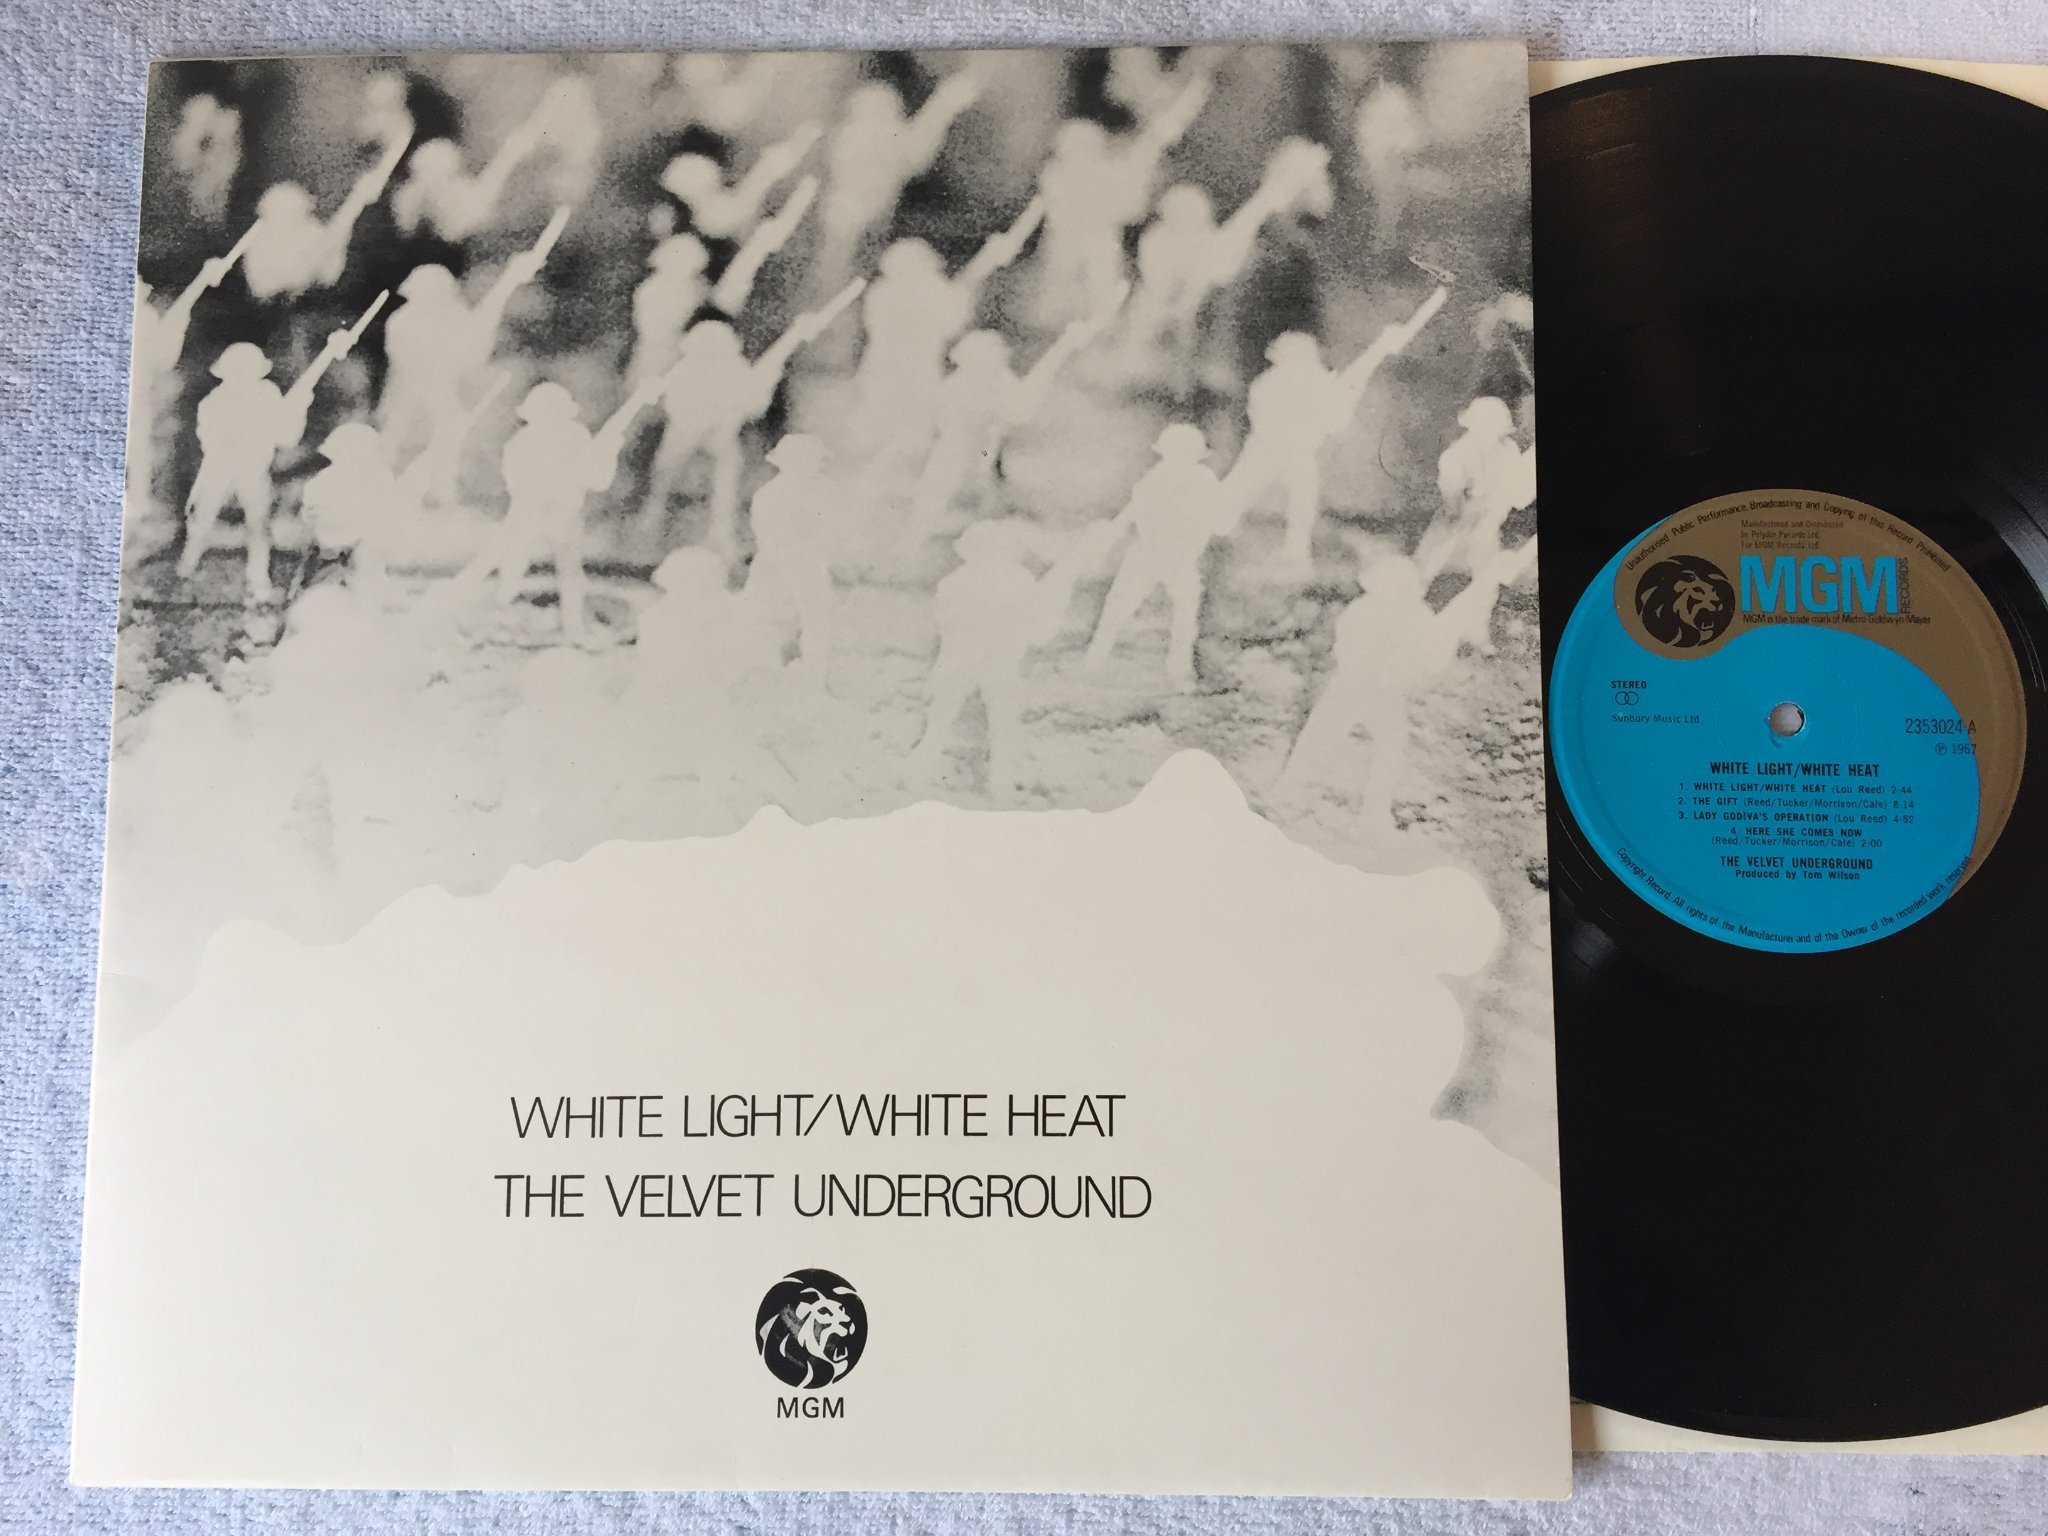 WHITE LIGHT/WHITE HEAT
THE VELVET UNDERGROUND
MGM
Unauthorised Public Performance, Broadcasting and Copying of this Record Prohibited
Manufactured and Distributed
by Polydor Records Ltd.
For MGM Records Ltd.
MGM RECORDS
MGM is the trade mark of Metro Goldwyn Mayer
STEREO
Sunbury Music Ltd.
2353024 A
℗ 1967
WHITE LIGHT/WHITE HEAT
1. WHITE LIGHT/WHITE HEAT (Lou Reed) 2:44
2. THE GIFT (Reed/Tucker/Morrison/Cale) 8:14
3. LADY GODIVA'S OPERATION (Lou Reed) 4:52
4. HERE SHE COMES NOW
(Reed/Tucker/Morrison/Cale) 2:00
THE VELVET UNDERGROUND
Produced by Tom Wilson
Copyright Record. All rights of the Manufacturer and of the Owner of the recorded work reserved